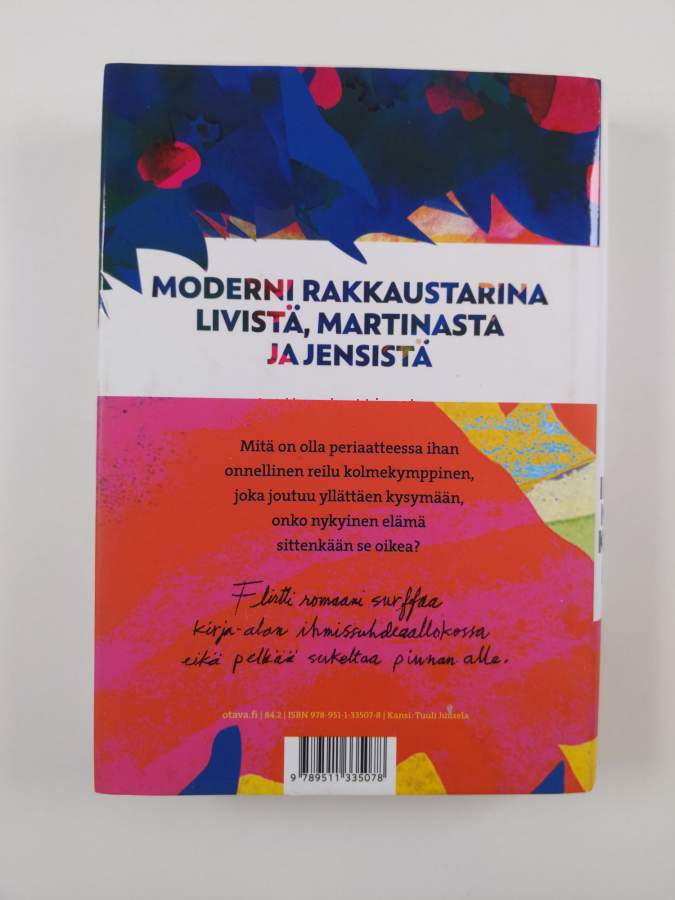 MODERNI RAKKAUSTARINA
LIVISTÄ, MARTINASTA
JA JENSISTÄ
Mitä on olla periaatteessa ihan
onnellinen reilu kolmekymppinen,
joka joutuu yllättäen kysymään,
onko nykyinen elämä
sittenkään se oikea?
Flirtti romaani surffaa
kirja-alan ihmissuhdeaallokossa
eikä pelkää sukeltaa pinnan alle.
otava.fi | 84.2 | ISBN 978-951-1-33507-8 | Kansi: Tuuli Juusela
9 789511 335078